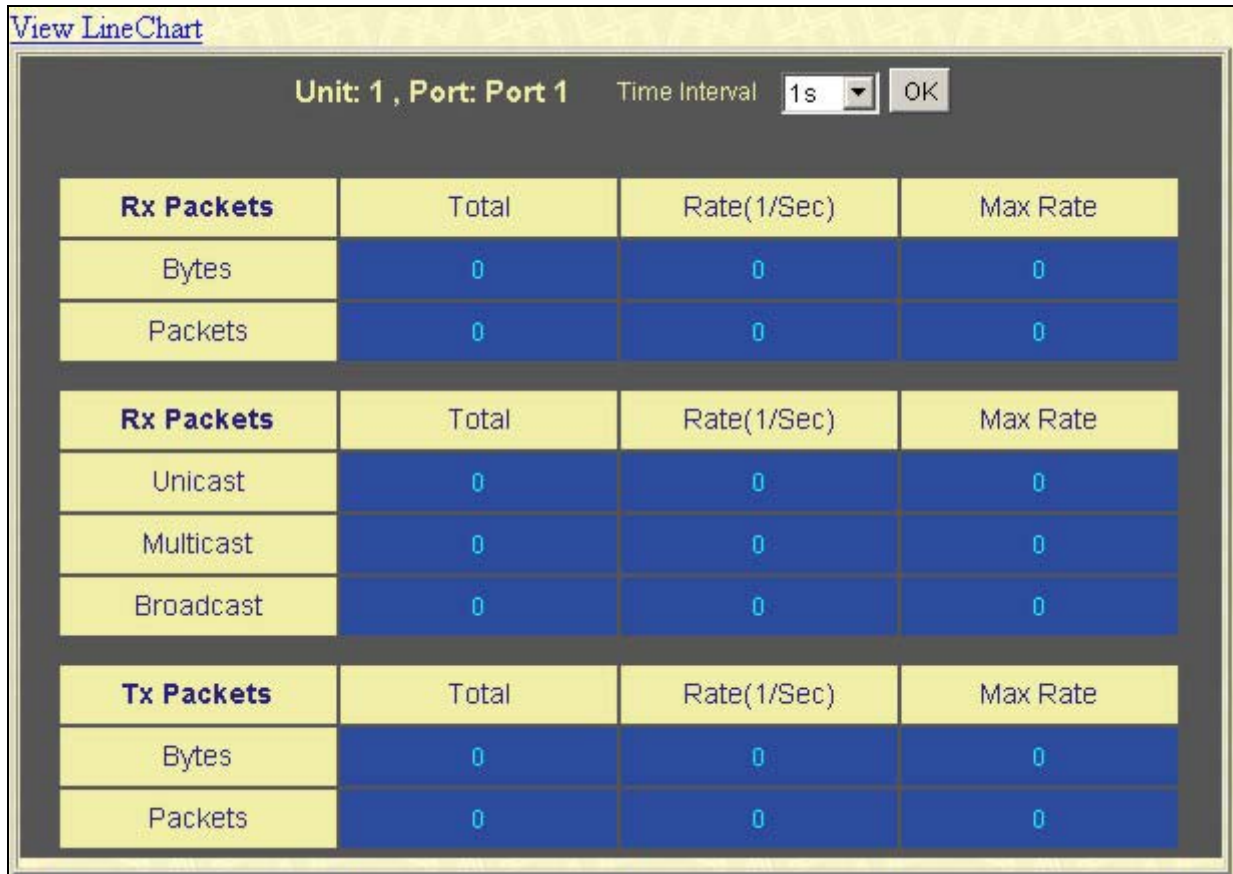 View LineChart
Unit: 1 , Port: Port 1 Time Interval 1s OK
Rx Packets Total Rate(1/Sec) Max Rate
Bytes 0 0 0
Packets 0 0 0
Rx Packets Total Rate(1/Sec) Max Rate
Unicast 0 0 0
Multicast 0 0 0
Broadcast 0 0 0
Tx Packets Total Rate(1/Sec) Max Rate
Bytes 0 0 0
Packets 0 0 0